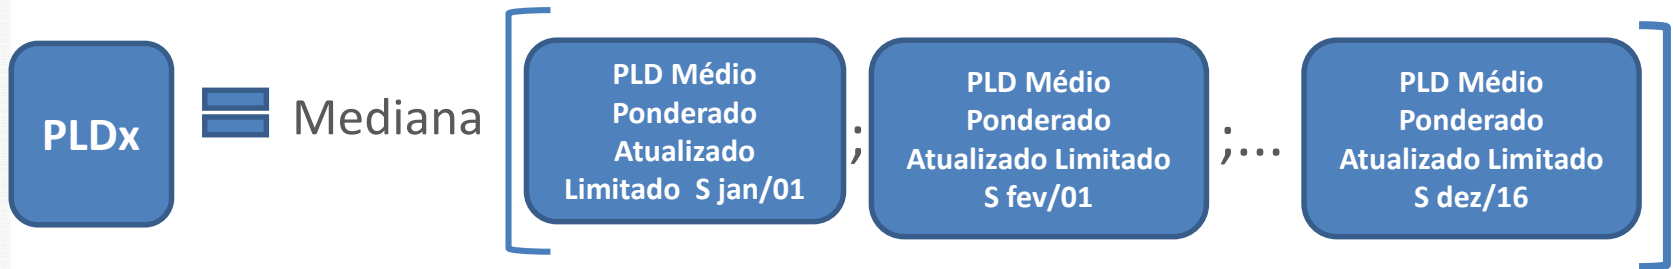 PLDx
Mediana
PLD Médio
Ponderado
Atualizado
Limitado S jan/01
;
PLD Médio
Ponderado
Atualizado Limitado
S fev/01
;...
PLD Médio
Ponderado
Atualizado Limitado
S dez/16